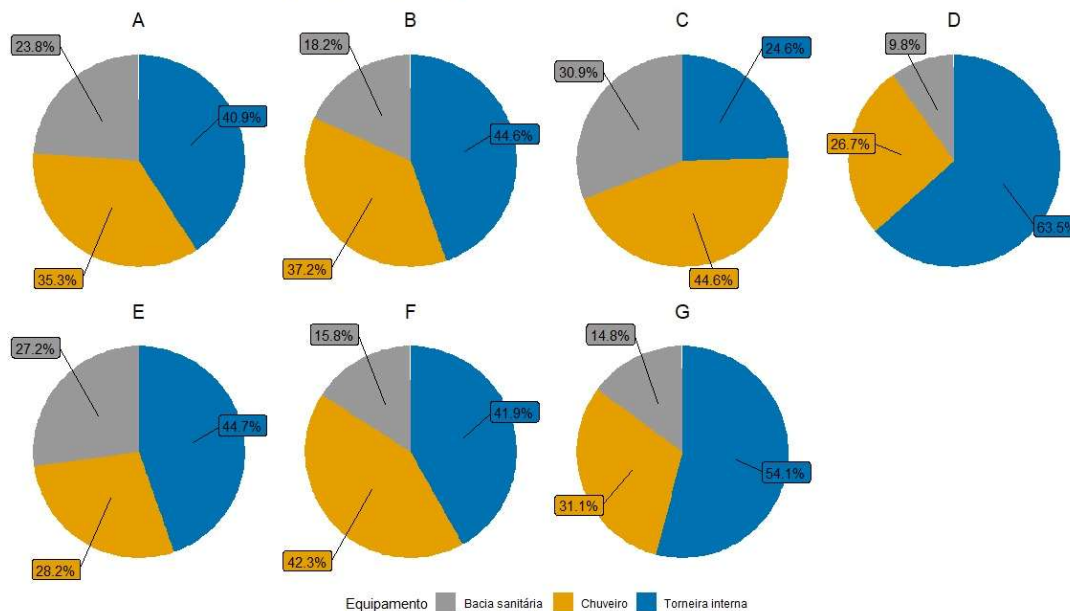 A
B
C
D
23.8%
40.9%
35.3%
18.2%
44.6%
37.2%
30.9%
24.6%
44.6%
9.8%
26.7%
63.5%
E
F
G
27.2%
44.7%
28.2%
15.8%
41.9%
42.3%
14.8%
54.1%
31.1%
Equipamento Bacia sanitária Chuveiro Torneira interna